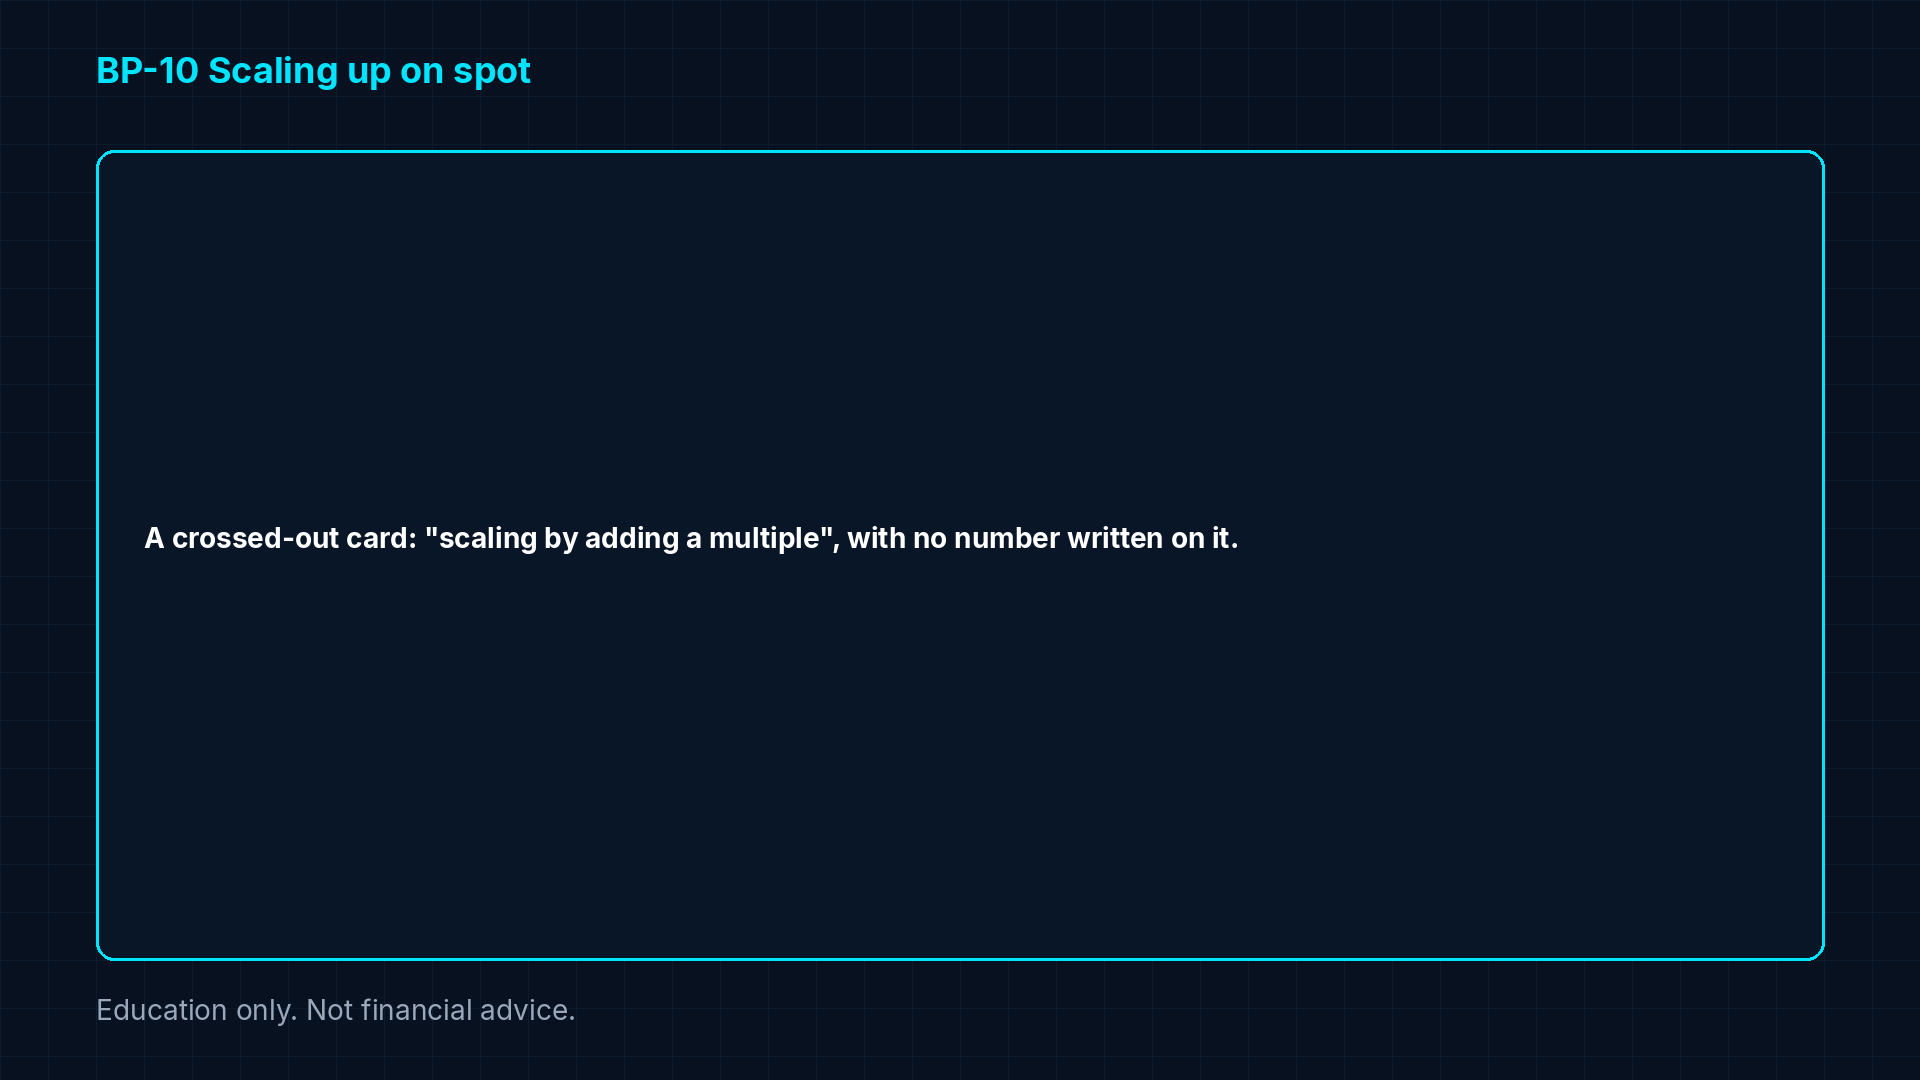 BP-10 Scaling up on spot
A crossed-out card: "scaling by adding a multiple", with no number written on it.
Education only. Not financial advice.